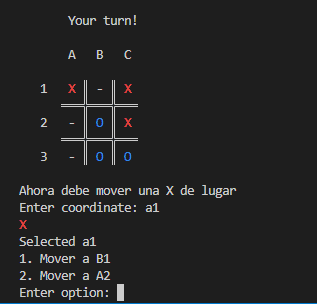 Your turn!
A B C
1 X - X
2 - O X
3 - O O
Ahora debe mover una X de lugar
Enter coordinate: a1
X
Selected a1
1. Mover a B1
2. Mover a A2
Enter option: